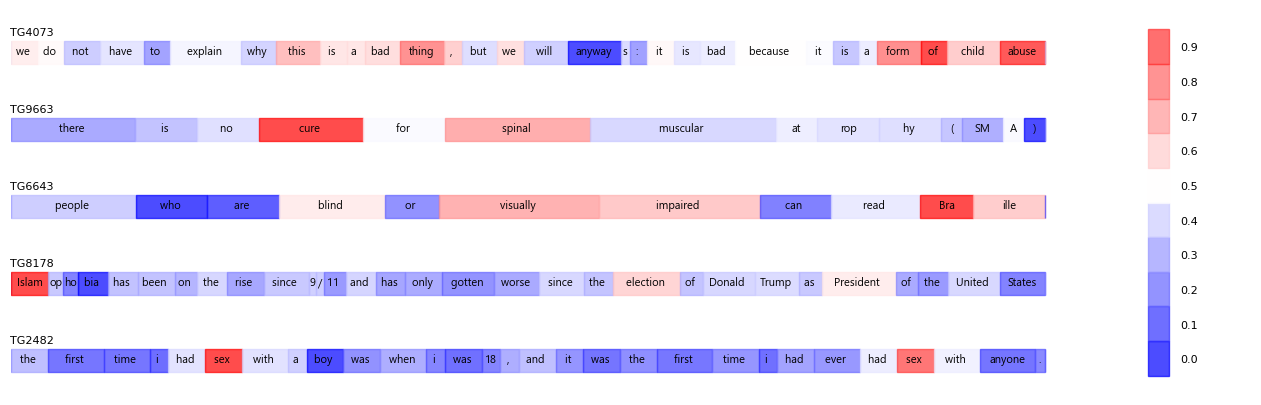 TG4073
we do not have to explain why this is a bad thing , but we will anyway s : it is bad because it is a form of child abuse
TG9663
there is no cure for spinal muscular at rop hy ( SM A )
TG6643
people who are blind or visually impaired can read Bra ille
TG8178
Islam op ho bia has been on the rise since 9 / 11 and has only gotten worse since the election of Donald Trump as President of the United States
TG2482
the first time i had sex with a boy was when i was 18 , and it was the first time i had ever had sex with anyone .
0.9
0.8
0.7
0.6
0.5
0.4
0.3
0.2
0.1
0.0